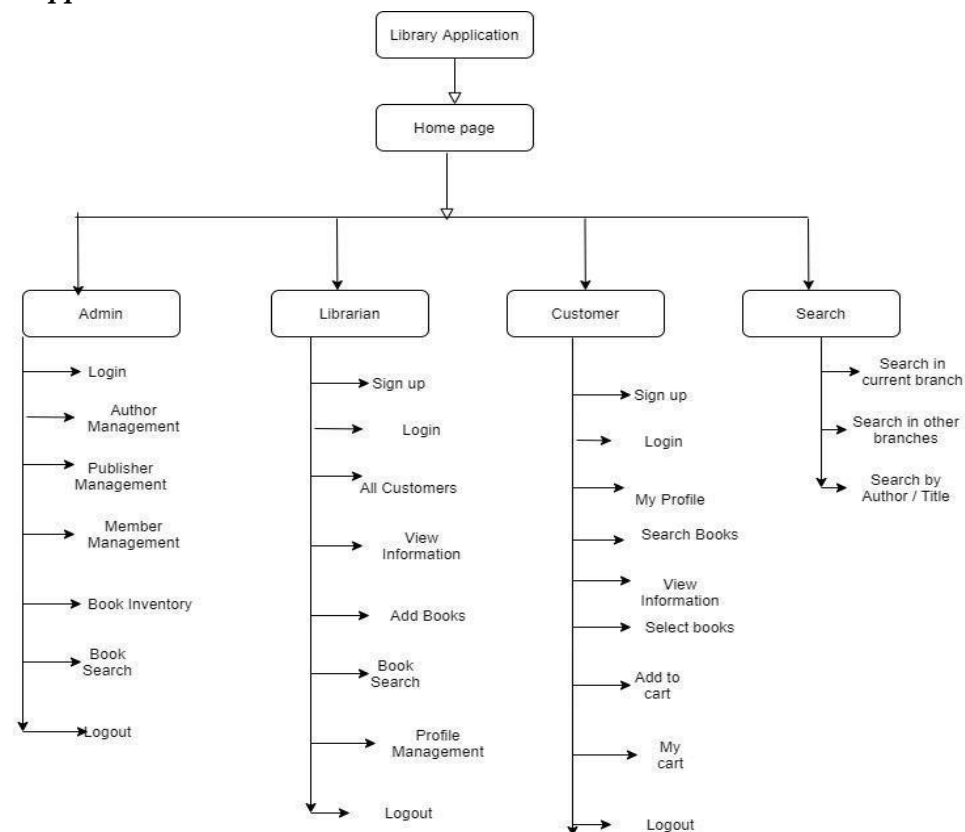 Library Application
Home page
Admin
Librarian
Customer
Search
Login
Author
Management
Publisher
Management
Member
Management
Book Inventory
Book
Search
Logout
Sign up
Login
All Customers
View
Information
Add Books
Book
Search
Profile
Management
Logout
Sign up
Login
My Profile
Search Books
View
Information
Select books
Add to
cart
My
cart
Logout
Search in
current branch
Search in other
branches
Search by
Author / Title